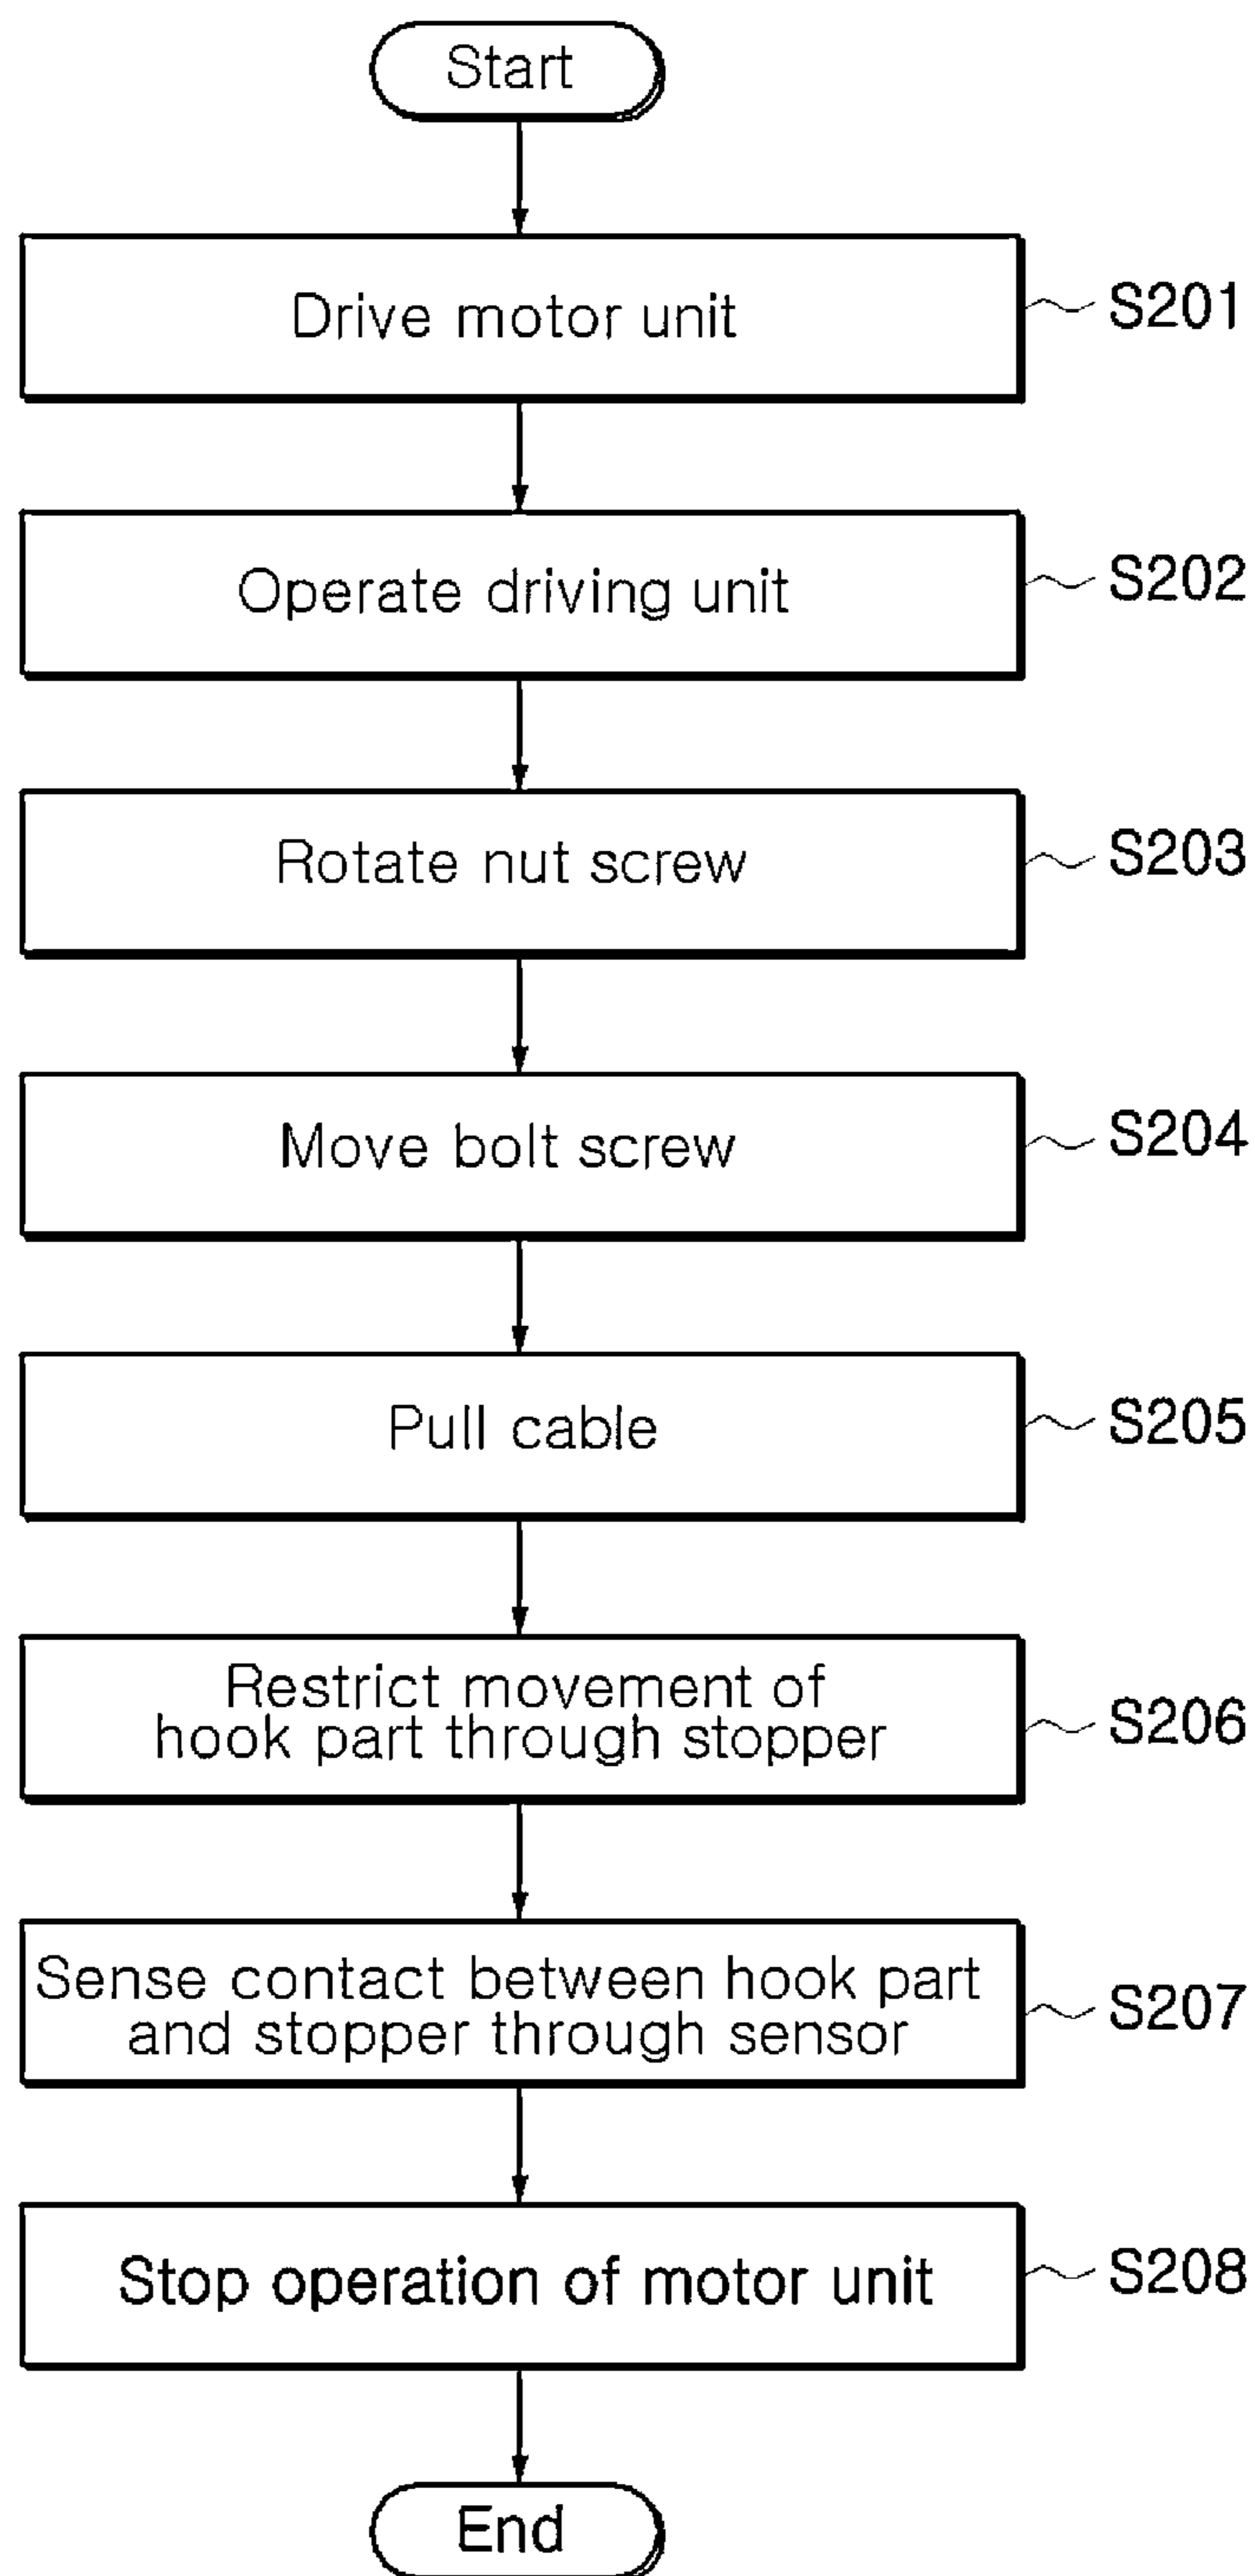 Start
Drive motor unit
S201
Operate driving unit
S202
Rotate nut screw
S203
Move bolt screw
S204
Pull cable
S205
Restrict movement of
hook part through stopper
S206
Sense contact between hook part
and stopper through sensor
S207
Stop operation of motor unit
S208
End